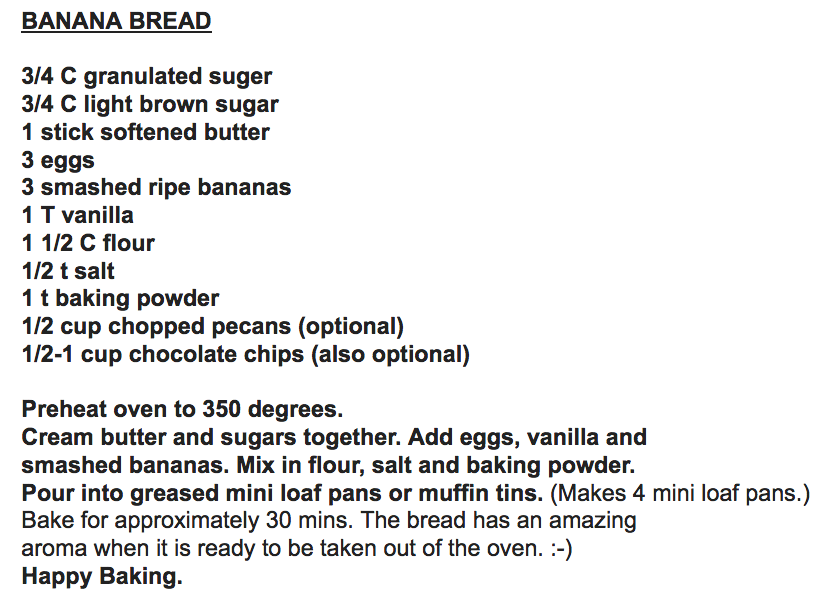 BANANA BREAD
3/4 C granulated suger
3/4 C light brown sugar
1 stick softened butter
3 eggs
3 smashed ripe bananas
1 T vanilla
1 1/2 C flour
1/2 t salt
1 t baking powder
1/2 cup chopped pecans (optional)
1/2-1 cup chocolate chips (also optional)
Preheat oven to 350 degrees.
Cream butter and sugars together. Add eggs, vanilla and
smashed bananas. Mix in flour, salt and baking powder.
Pour into greased mini loaf pans or muffin tins. (Makes 4 mini loaf pans.)
Bake for approximately 30 mins. The bread has an amazing
aroma when it is ready to be taken out of the oven. :-)
Happy Baking.